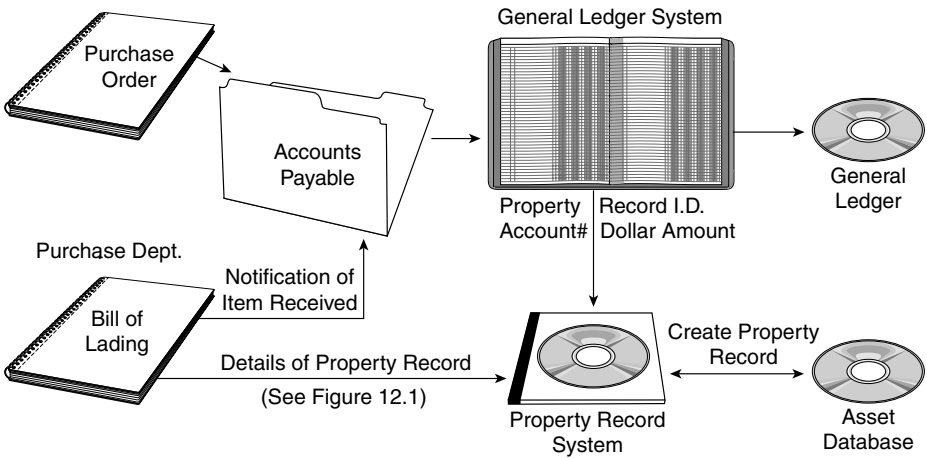 General Ledger System
Purchase
Order
Accounts
Payable
General
Ledger
Property
Account#
Record I.D.
Dollar Amount
Purchase Dept.
Notification of
Item Received
Bill of
Lading
Details of Property Record
(See Figure 12.1)
Create Property
Record
Property Record
System
Asset
Database